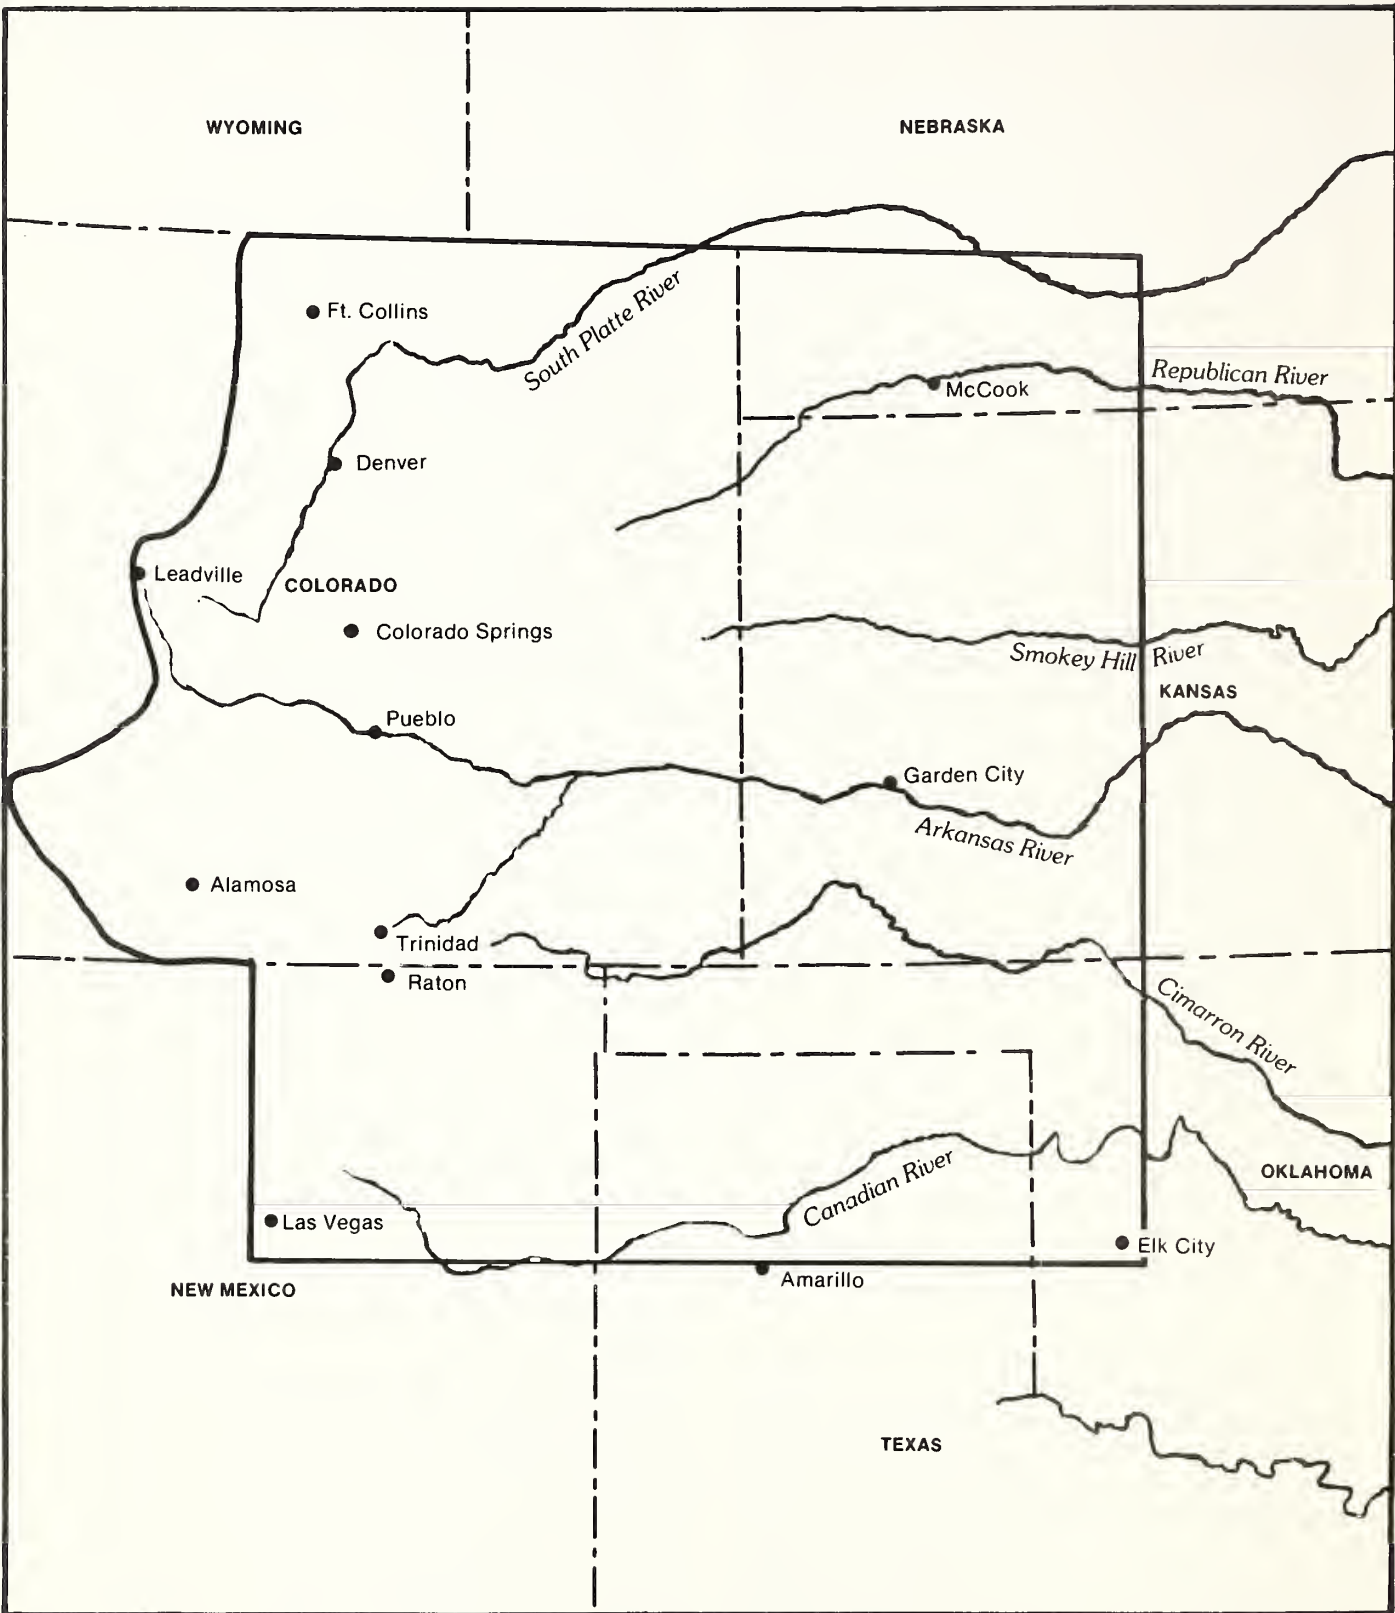 WYOMING
NEBRASKA
Ft. Collins
South Platte River
Republican River
McCook
Denver
Leadville
COLORADO
Colorado Springs
Smokey Hill River
KANSAS
Pueblo
Garden City
Arkansas River
Alamosa
Trinidad
Raton
Cimarron River
Canadian River
OKLAHOMA
Las Vegas
Elk City
NEW MEXICO
Amarillo
TEXAS